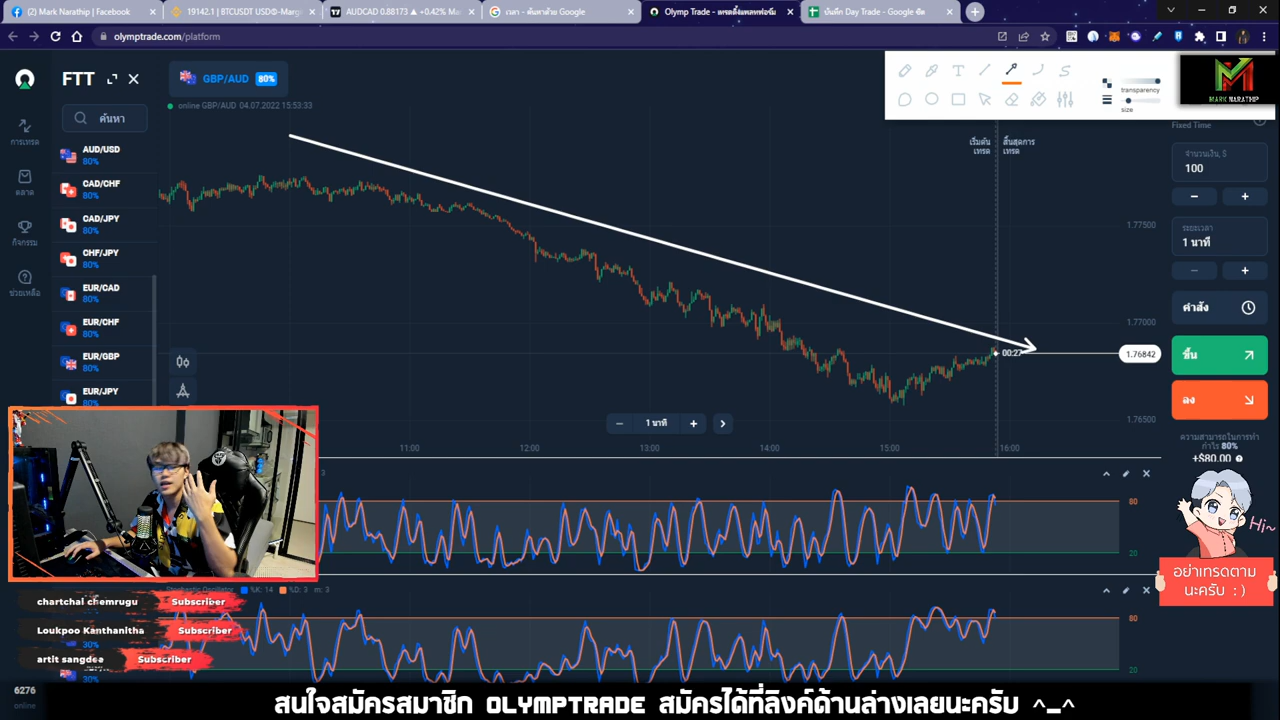 (2) Mark Narathip | Facebook
19142.1 | BTCUSDT USDⓈ-Marg
AUDCAD 0.88173 ▲ +0.42% Ma
เวลา - ค้นหาด้วย Google
Olymp Trade - เทรดดิ้งแพลทฟอร์ม
บันทึก Day Trade - Google ชีต
olymptrade.com/platform
FTT
GBP/AUD 80%
transparency
size
MARK NARATHIP
online GBP/AUD 04.07.2022 15:53:33
ค้นหา
การเทรด
ตลาด
กิจกรรม
ช่วยเหลือ
AUD/USD
80%
CAD/CHF
80%
CAD/JPY
80%
CHF/JPY
80%
EUR/CAD
80%
EUR/CHF
80%
EUR/GBP
80%
EUR/JPY
80%
เริ่มต้น
เทรด
สิ้นสุดการ
เทรด
1.77500
1.77000
1.76842
1.76500
00:27
1 นาที
11:00
12:00
13:00
14:00
15:00
16:00
Fixed Time
จำนวนเงิน, $
100
ระยะเวลา
1 นาที
คำสั่ง
ขึ้น
ลง
ความสามารถในการทำ
กำไร 80%
+$80.00
3
80
20
Stochastic Oscillator %K: 14 %D: 3 m: 3
80
20
Hi~
อย่าเทรดตาม
นะครับ : )
chartchai chemrugu Subscriber
Loukpoo Kanthanitha Subscriber
30%
artit sangdee Subscriber
30%
6276
online
สนใจสมัครสมาชิก OLYMPTRADE สมัครได้ที่ลิงค์ด้านล่างเลยนะครับ ^_^